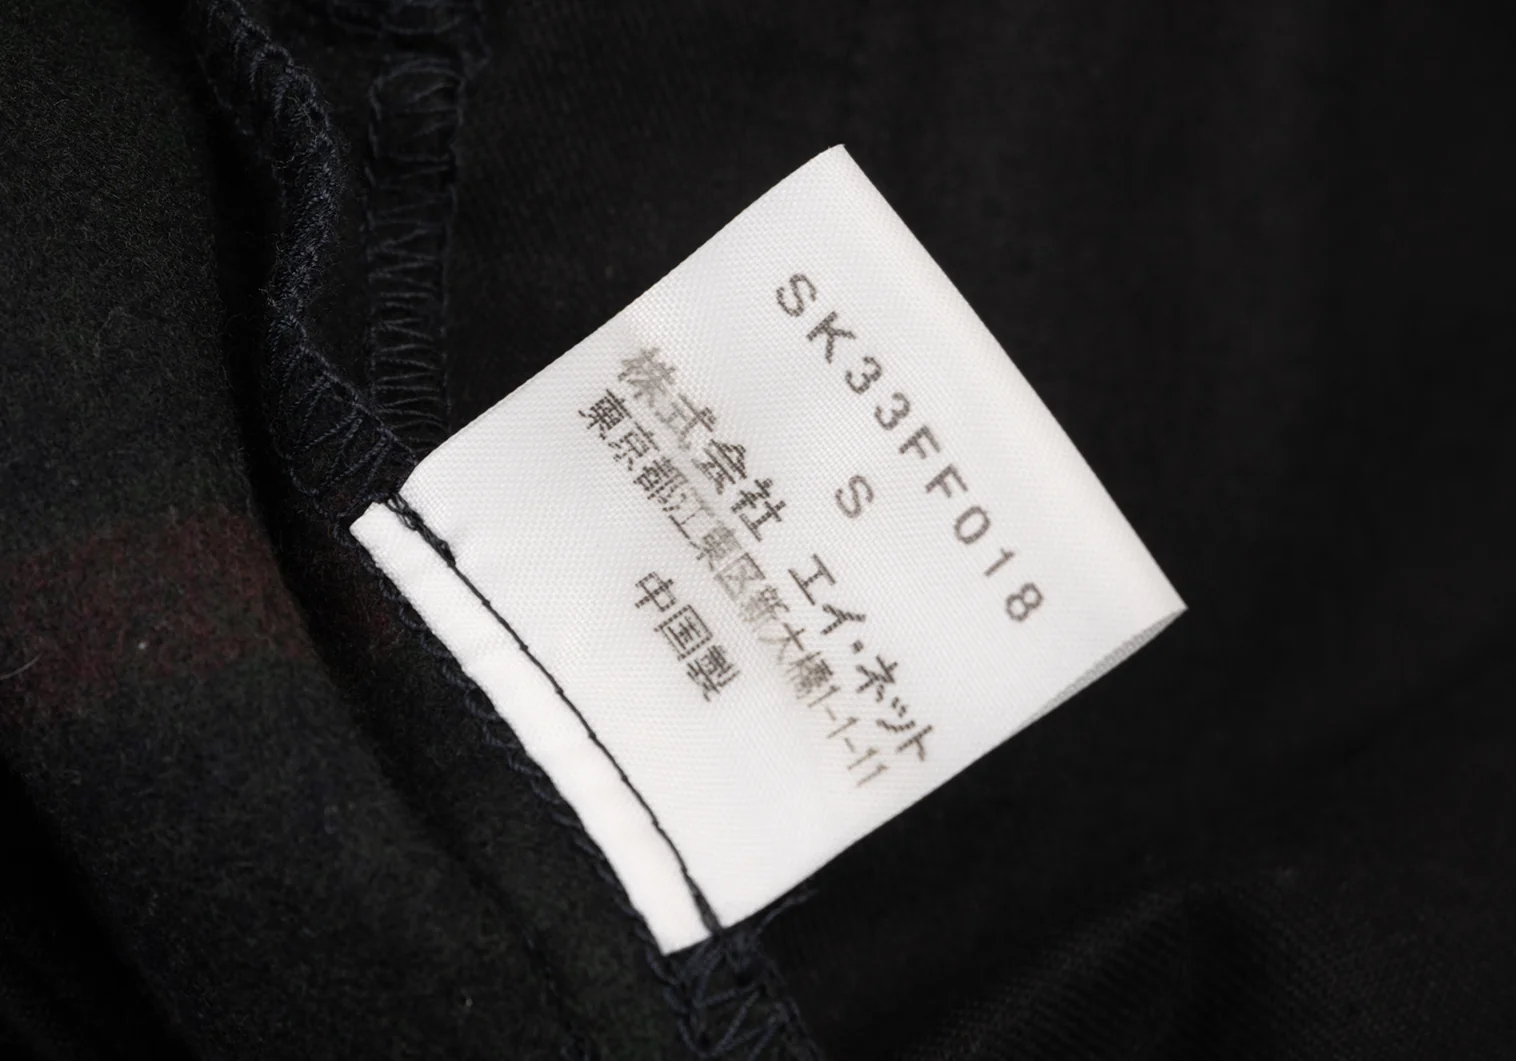 SK33FF018
S
株式会社 エイ・ネット
東京都江東区新大橋1-1-11
中国製